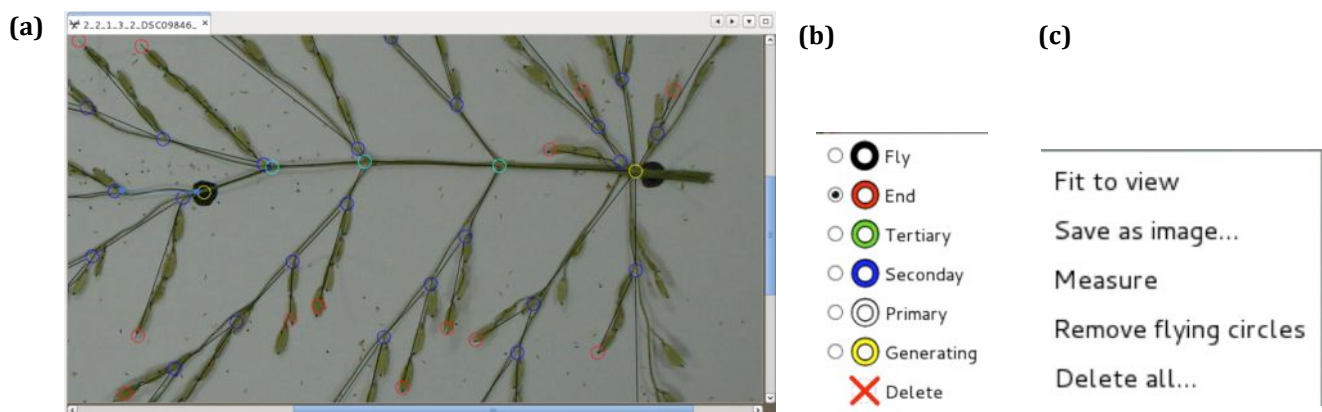 (a)
2_2_1_3_2_DSC09846_ ×
(b)
Fly
End
Tertiary
Seconday
Primary
Generating
Delete
(c)
Fit to view
Save as image...
Measure
Remove flying circles
Delete all...